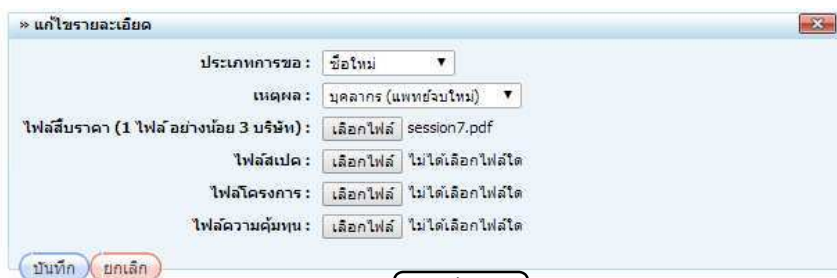 » แก้ไขรายละเอียด
ประเภทการขอ : ซื้อใหม่
เหตุผล : บุคลากร (แพทย์จบใหม่)
ไฟล์สืบราคา (1 ไฟล์ อย่างน้อย 3 บริษัท) : เลือกไฟล์ session7.pdf
ไฟล์สเปค : เลือกไฟล์ ไม่ได้เลือกไฟล์ใด
ไฟล์โครงการ : เลือกไฟล์ ไม่ได้เลือกไฟล์ใด
ไฟล์ความคุ้มทุน : เลือกไฟล์ ไม่ได้เลือกไฟล์ใด
บันทึก ยกเลิก